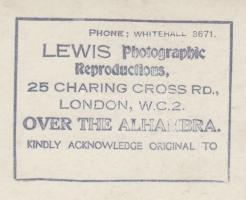 PHONE; WHITEHALL 3671.
LEWIS Photographic
Reproductions,
25 CHARING CROSS RD.,
LONDON, W.C.2.
OVER THE ALHAMBRA.
KINDLY ACKNOWLEDGE ORIGINAL TO